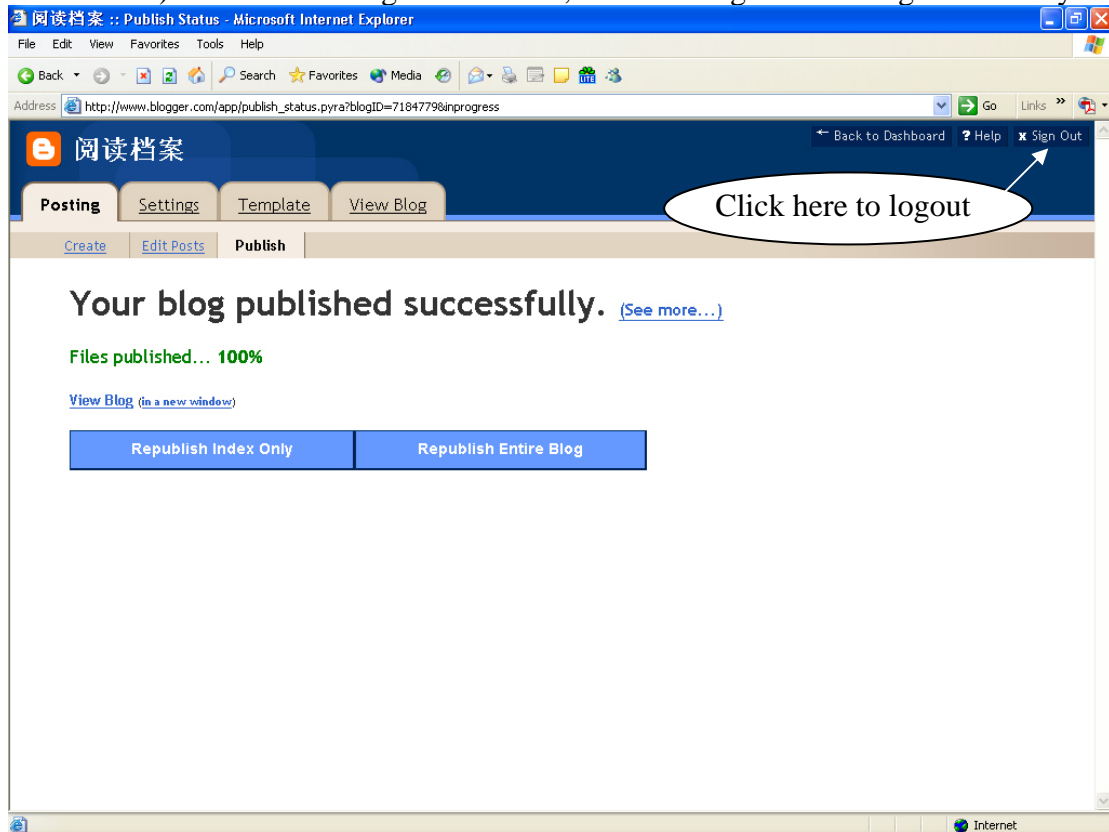 阅读档案 :: Publish Status - Microsoft Internet Explorer
File Edit View Favorites Tools Help
Back Search Favorites Media
Address http://www.blogger.com/app/publish_status.pyra?blogID=7184779&inprogress Go Links »
阅读档案
← Back to Dashboard ? Help x Sign Out
Click here to logout
Posting Settings Template View Blog
Create Edit Posts Publish
Your blog published successfully. (See more...)
Files published... 100%
View Blog (in a new window)
Republish Index Only Republish Entire Blog
Internet